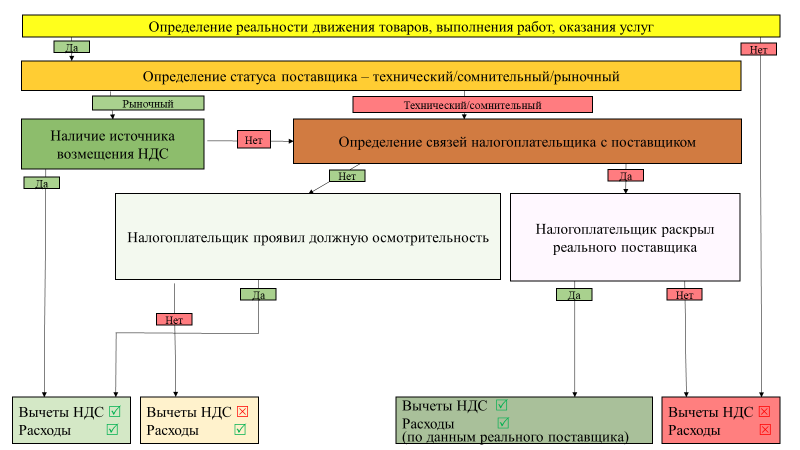 Определение реальности движения товаров, выполнения работ, оказания услуг
Да
Нет
Определение статуса поставщика – технический/сомнительный/рыночный
Рыночный
Технический/сомнительный
Наличие источника
возмещения НДС
Нет
Определение связей налогоплательщика с поставщиком
Да
Нет
Да
Налогоплательщик проявил должную осмотрительность
Налогоплательщик раскрыл
реального поставщика
Да
Нет
Да
Нет
Вычеты НДС ☑
Расходы ☑
Вычеты НДС ☒
Расходы ☑
Вычеты НДС ☑
Расходы ☑
(по данным реального поставщика)
Вычеты НДС ☒
Расходы ☒